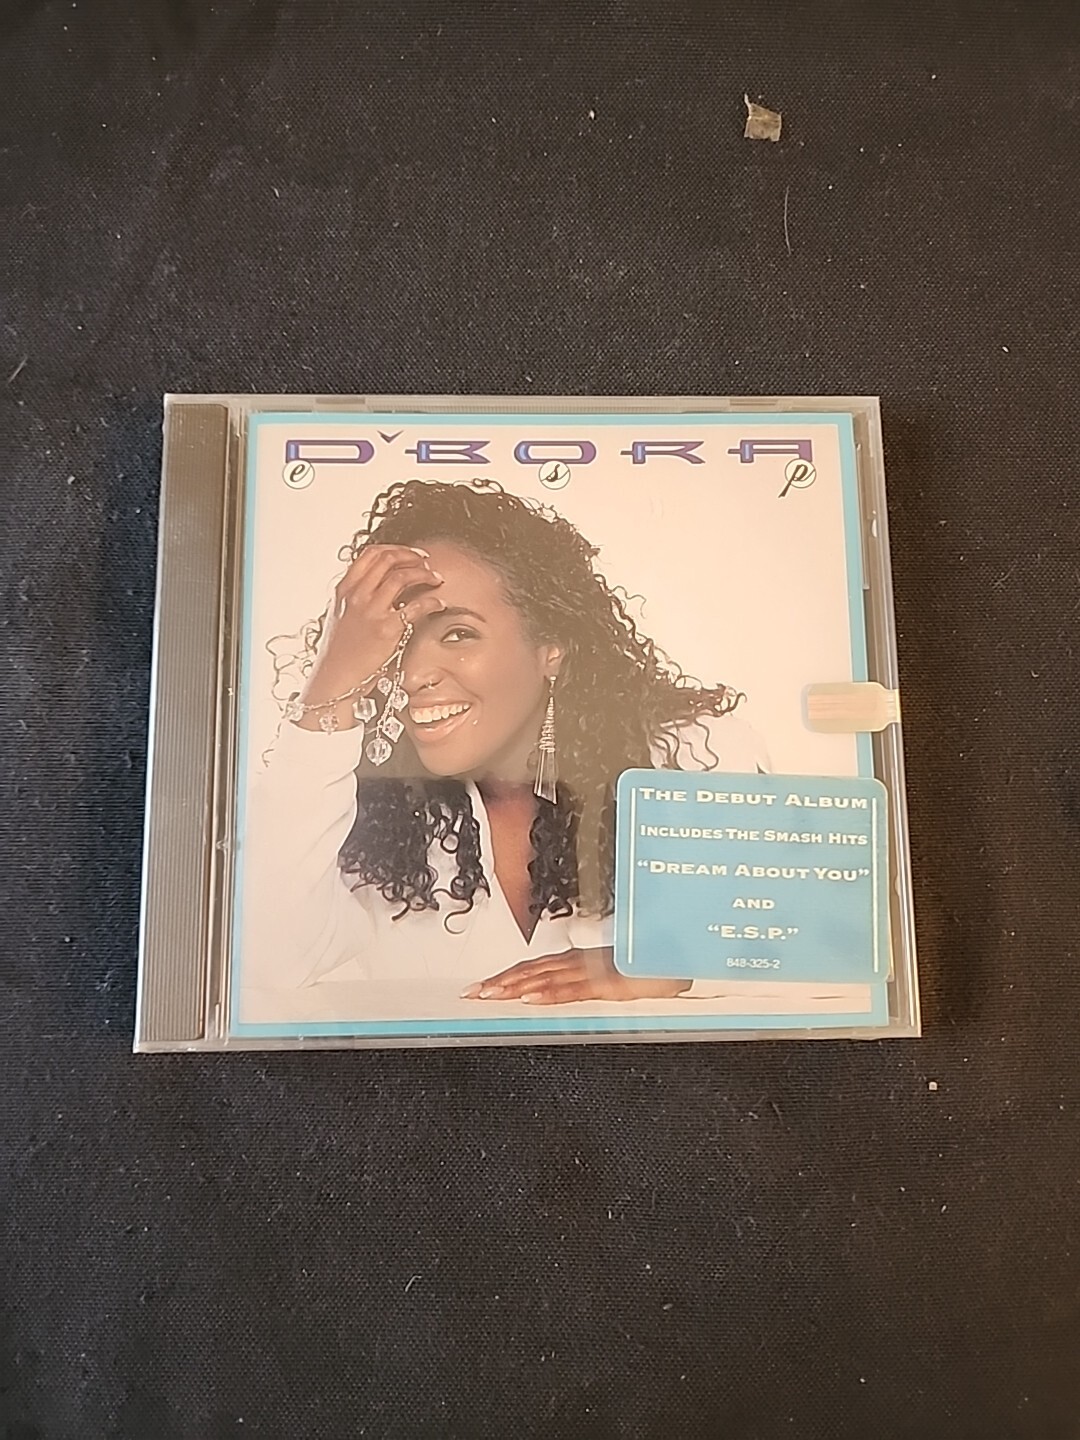 D'BORA
e s p
THE DEBUT ALBUM
INCLUDES THE SMASH HITS
“DREAM ABOUT YOU”
AND
“E.S.P.”
848-325-2